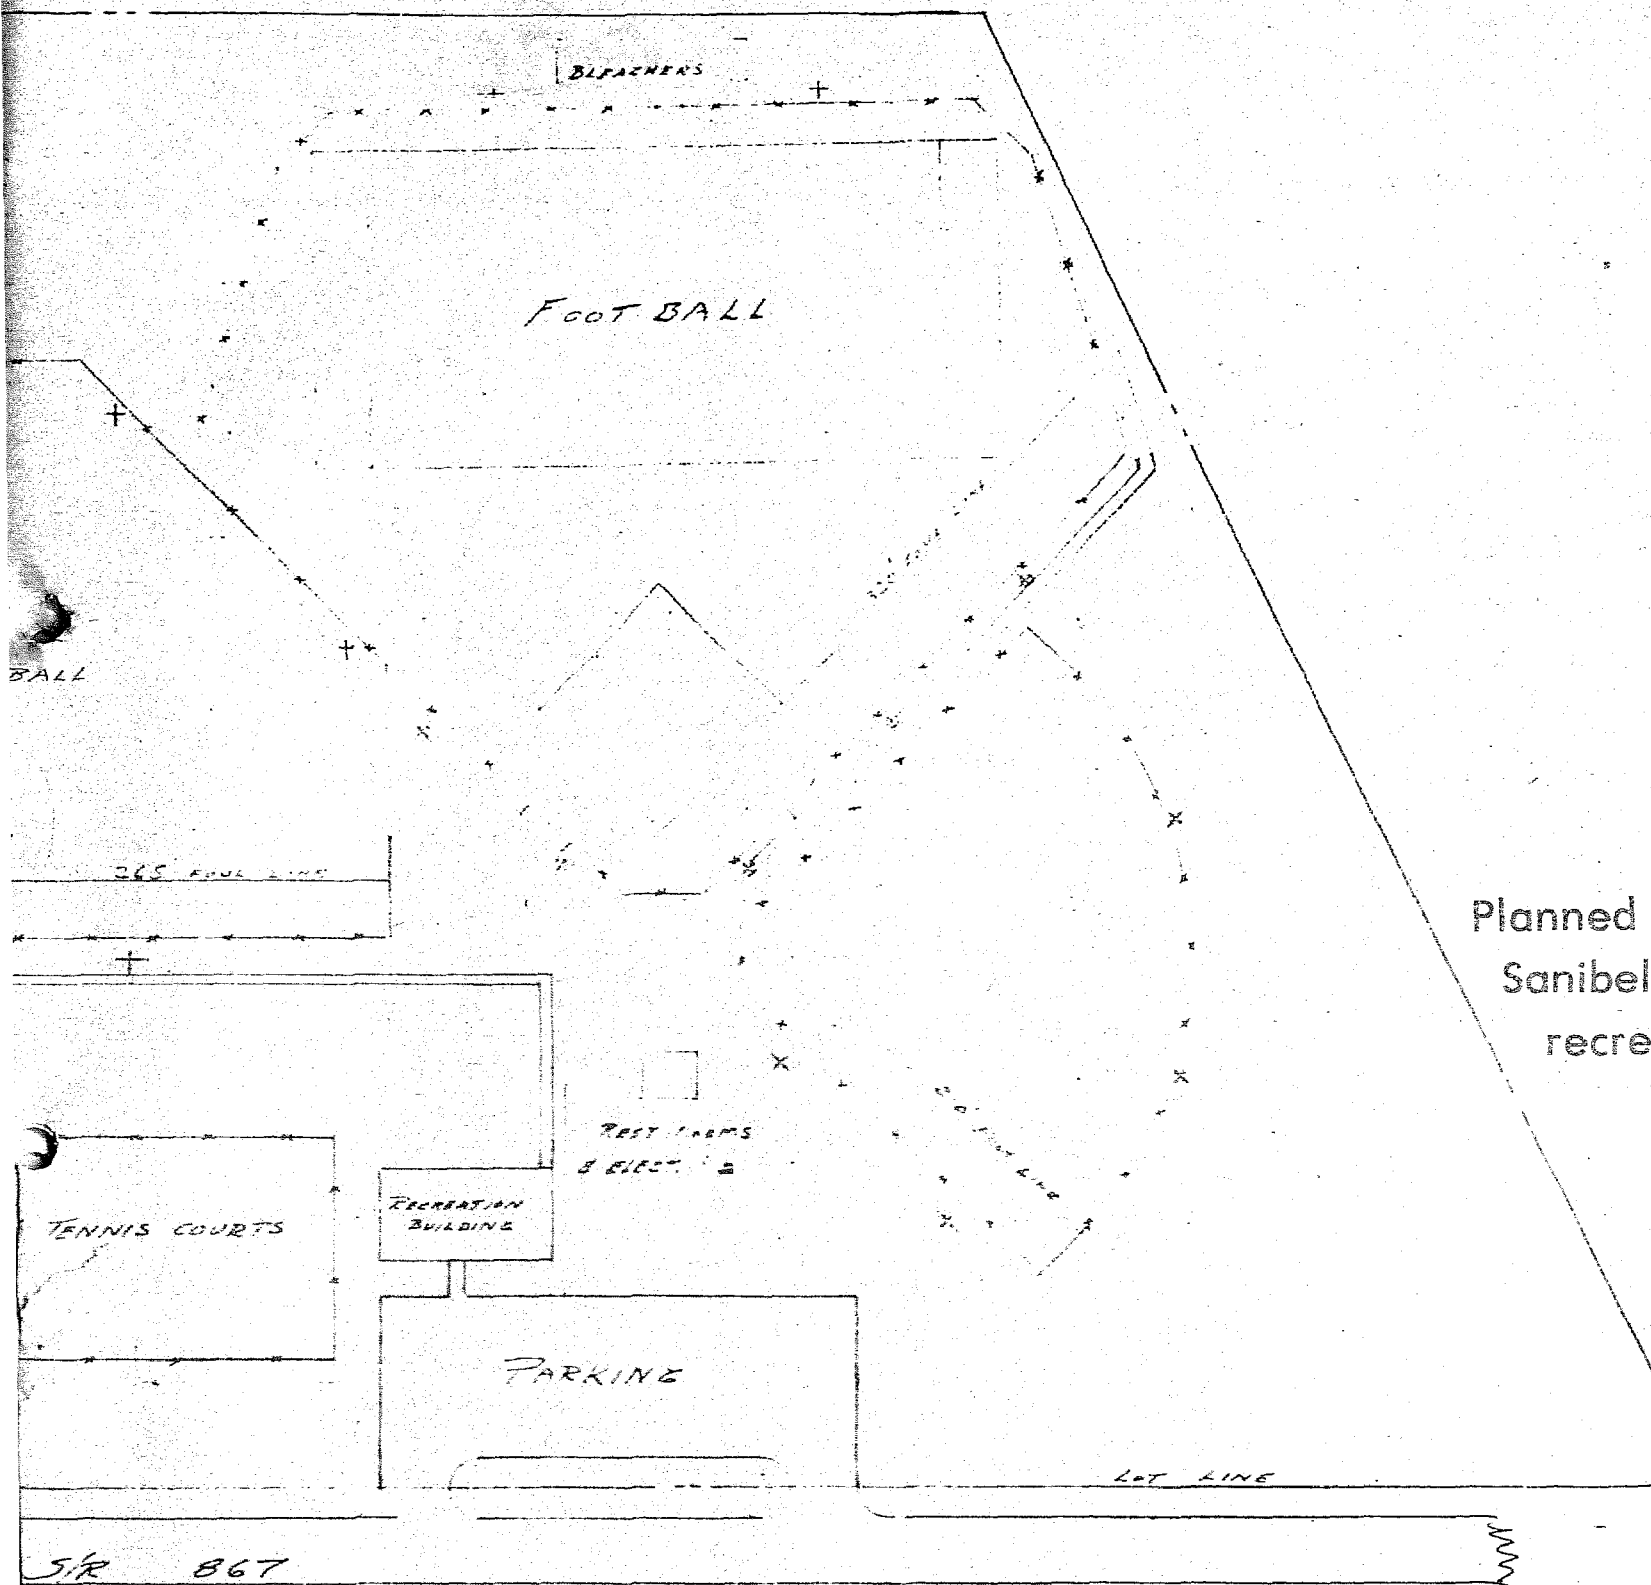 BLEACHERS
FOOT BALL
BALL
265 FOUL LINE
Planned
Sanibel
recre
REST ROOMS
& ELECT.
RECREATION
BUILDING
TENNIS COURTS
PARKING
LOT LINE
S/R 867